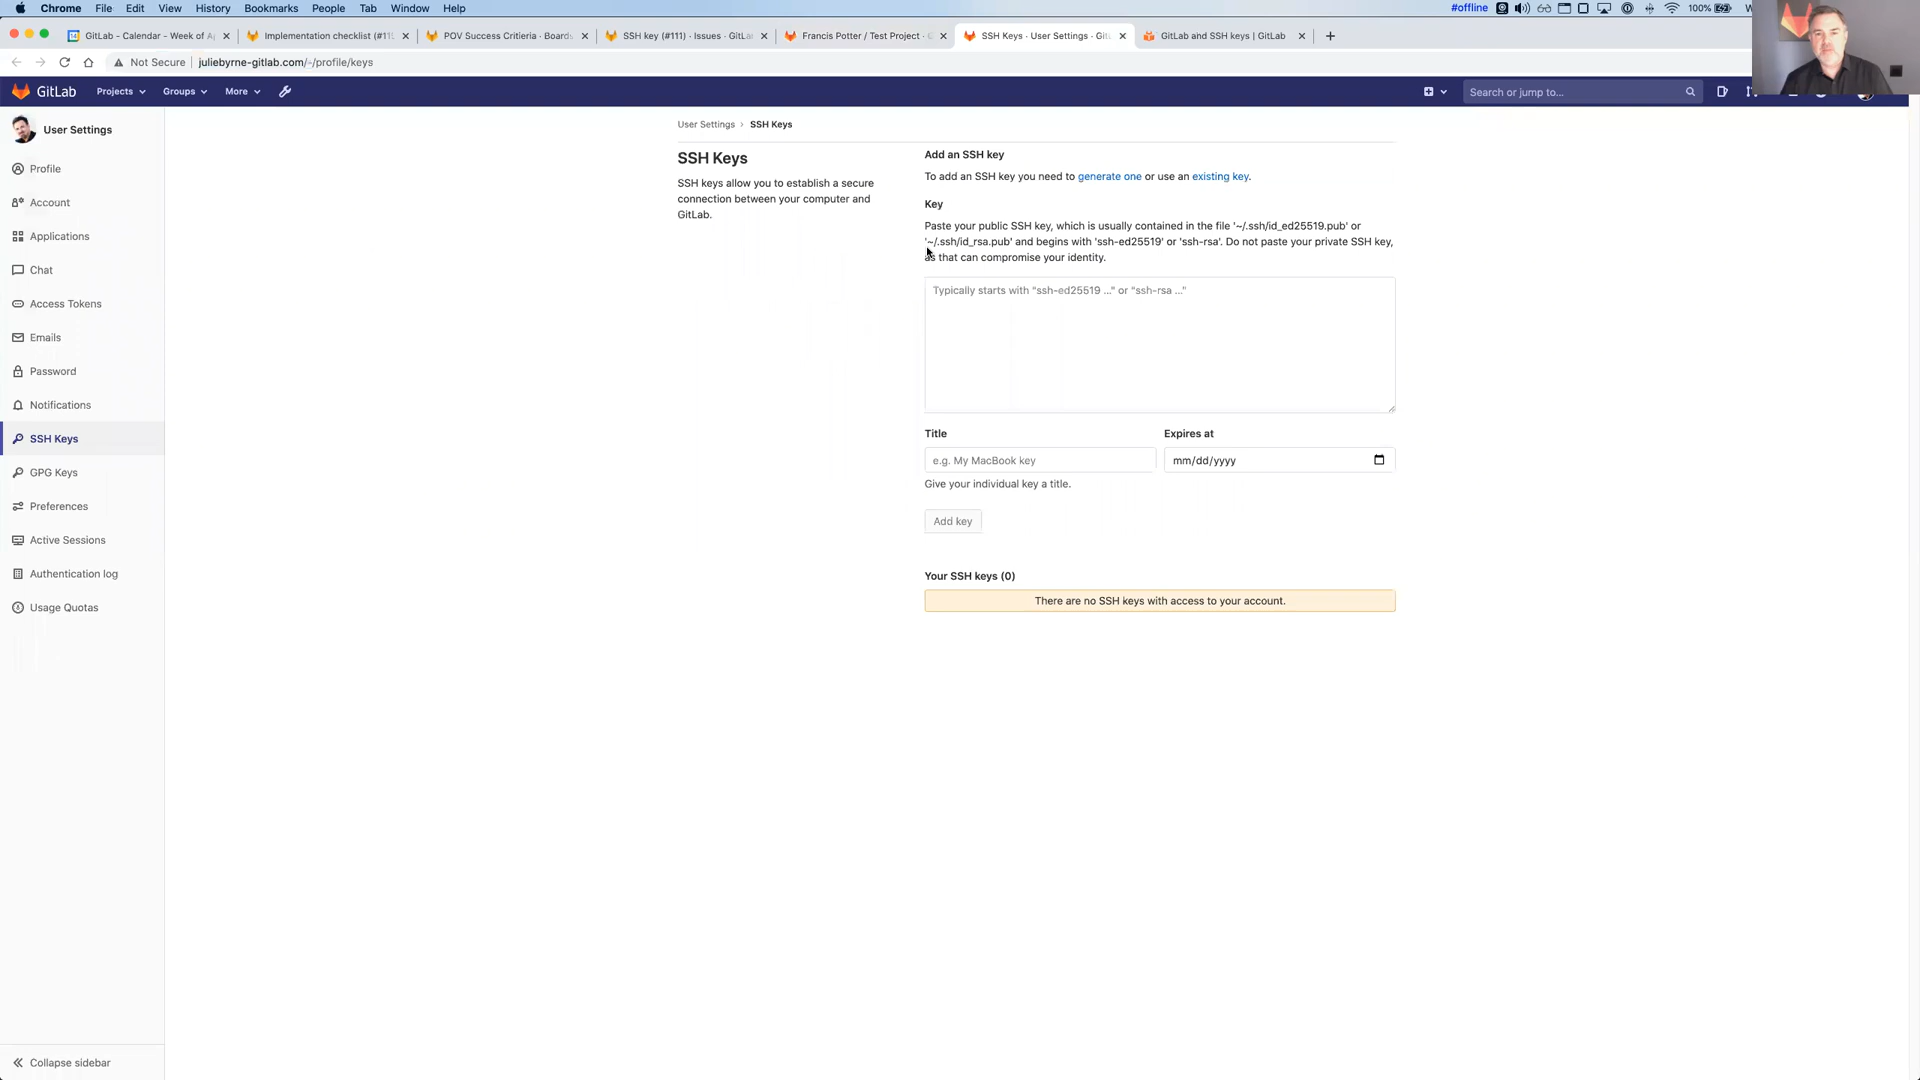 Chrome File Edit View History Bookmarks People Tab Window Help #offline 100%
GitLab - Calendar - Week of A
Implementation checklist (#11
POV Success Critieria · Boards
SSH key (#111) · Issues · GitLa
Francis Potter / Test Project · G
SSH Keys · User Settings · Git
GitLab and SSH keys | GitLab
Not Secure juliebyrne-gitlab.com/-/profile/keys
GitLab Projects Groups More Search or jump to...
User Settings
Profile
Account
Applications
Chat
Access Tokens
Emails
Password
Notifications
SSH Keys
GPG Keys
Preferences
Active Sessions
Authentication log
Usage Quotas
Collapse sidebar
User Settings › SSH Keys
SSH Keys
SSH keys allow you to establish a secure
connection between your computer and
GitLab.
Add an SSH key
To add an SSH key you need to generate one or use an existing key.
Key
Paste your public SSH key, which is usually contained in the file '~/.ssh/id_ed25519.pub' or
'~/.ssh/id_rsa.pub' and begins with 'ssh-ed25519' or 'ssh-rsa'. Do not paste your private SSH key,
as that can compromise your identity.
Typically starts with "ssh-ed25519 ..." or "ssh-rsa ..."
Title
Expires at
e.g. My MacBook key
mm/dd/yyyy
Give your individual key a title.
Add key
Your SSH keys (0)
There are no SSH keys with access to your account.